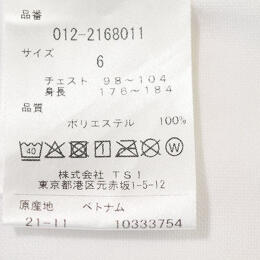 品番
012-2168011
サイズ
6
チェスト 98~104
身長 176~184
品質
ポリエステル 100%
40 W
株式会社 TSI
東京都港区元赤坂1-5-12
原産地 ベトナム
21-11 10333754